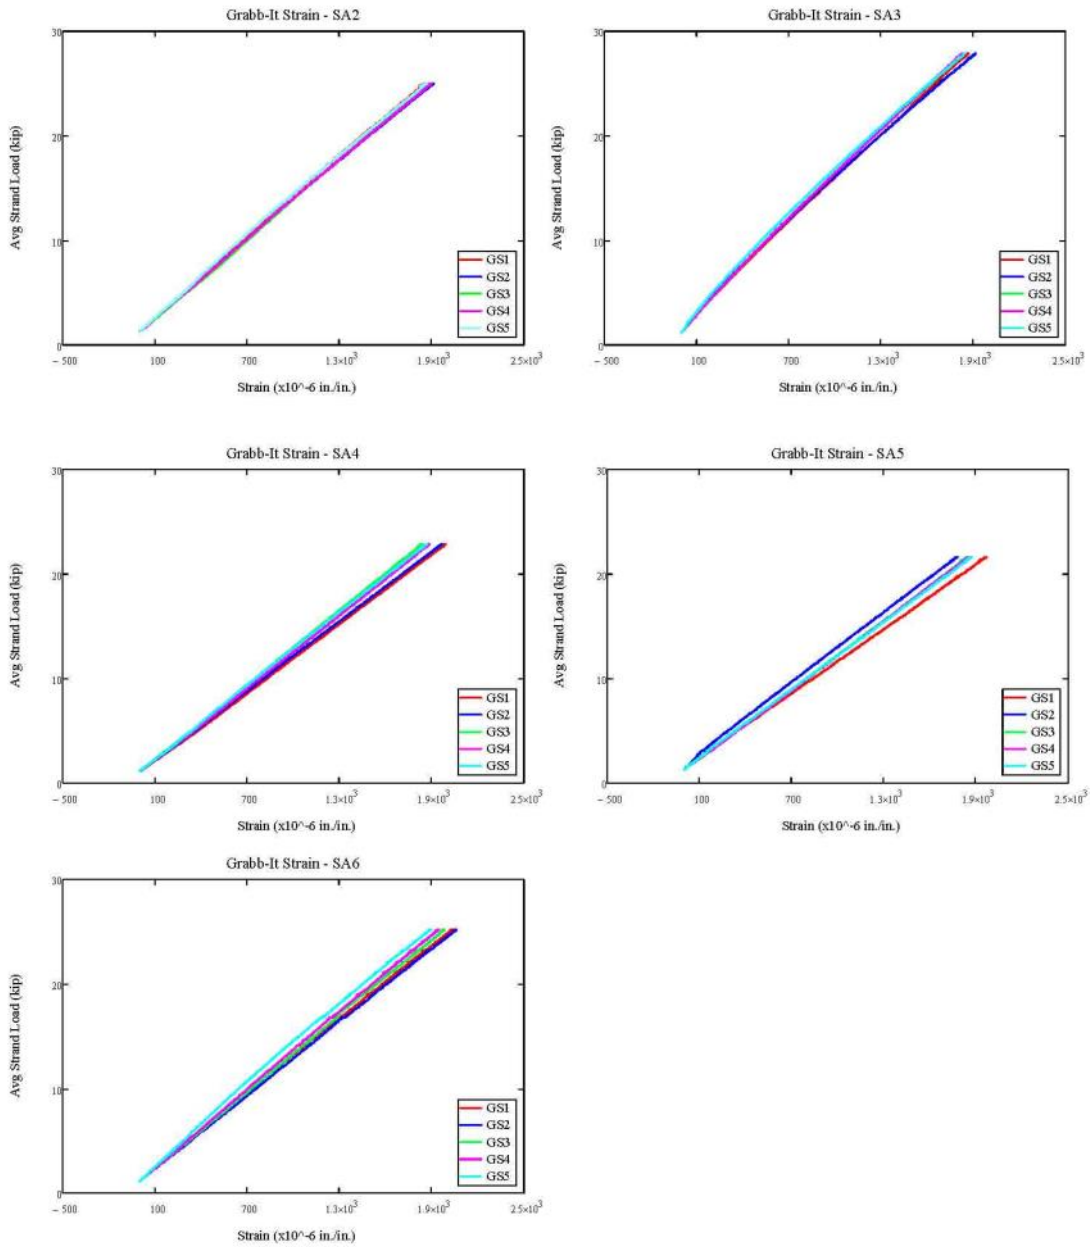 Grabb-It Strain - SA2
30
20
10
0
Avg Strand Load (kip)
GS1
GS2
GS3
GS4
GS5
− 500 100 700 1.3×10³ 1.9×10³ 2.5×10³
Strain (x10^-6 in./in.)
Grabb-It Strain - SA3
30
20
10
0
Avg Strand Load (kip)
GS1
GS2
GS3
GS4
GS5
− 500 100 700 1.3×10³ 1.9×10³ 2.5×10³
Strain (x10^-6 in./in.)
Grabb-It Strain - SA4
30
20
10
0
Avg Strand Load (kip)
GS1
GS2
GS3
GS4
GS5
− 500 100 700 1.3×10³ 1.9×10³ 2.5×10³
Strain (x10^-6 in./in.)
Grabb-It Strain - SA5
30
20
10
0
Avg Strand Load (kip)
GS1
GS2
GS3
GS4
GS5
− 500 100 700 1.3×10³ 1.9×10³ 2.5×10³
Strain (x10^-6 in./in.)
Grabb-It Strain - SA6
30
20
10
0
Avg Strand Load (kip)
GS1
GS2
GS3
GS4
GS5
− 500 100 700 1.3×10³ 1.9×10³ 2.5×10³
Strain (x10^-6 in./in.)